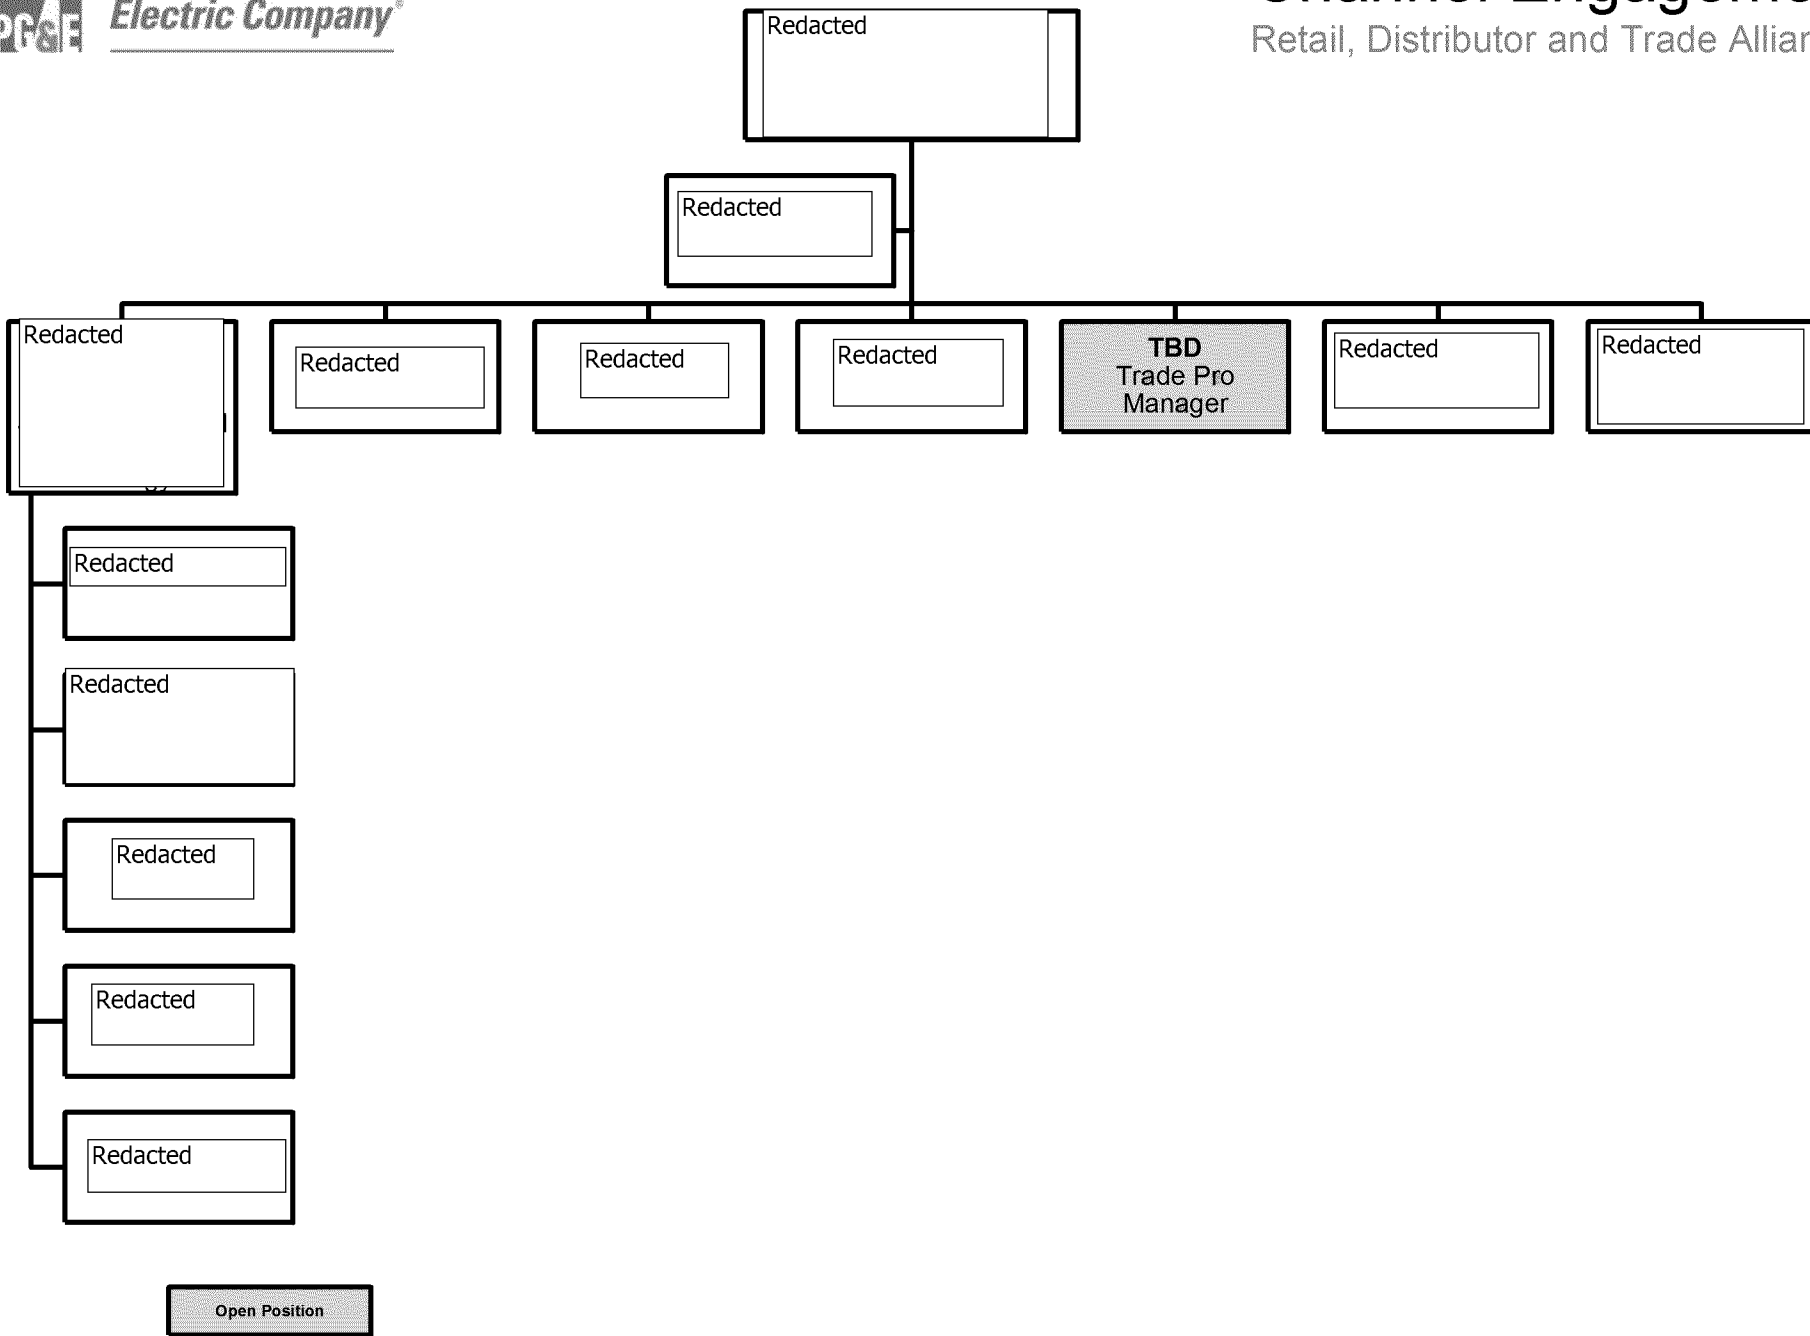 PG&E
Electric Company®
Retail, Distributor and Trade
Redacted
Redacted
Redacted
Redacted
Redacted
Redacted
TBD
Trade Pro
Manager
Redacted
Redacted
Redacted
Redacted
Redacted
Redacted
Redacted
Open Position